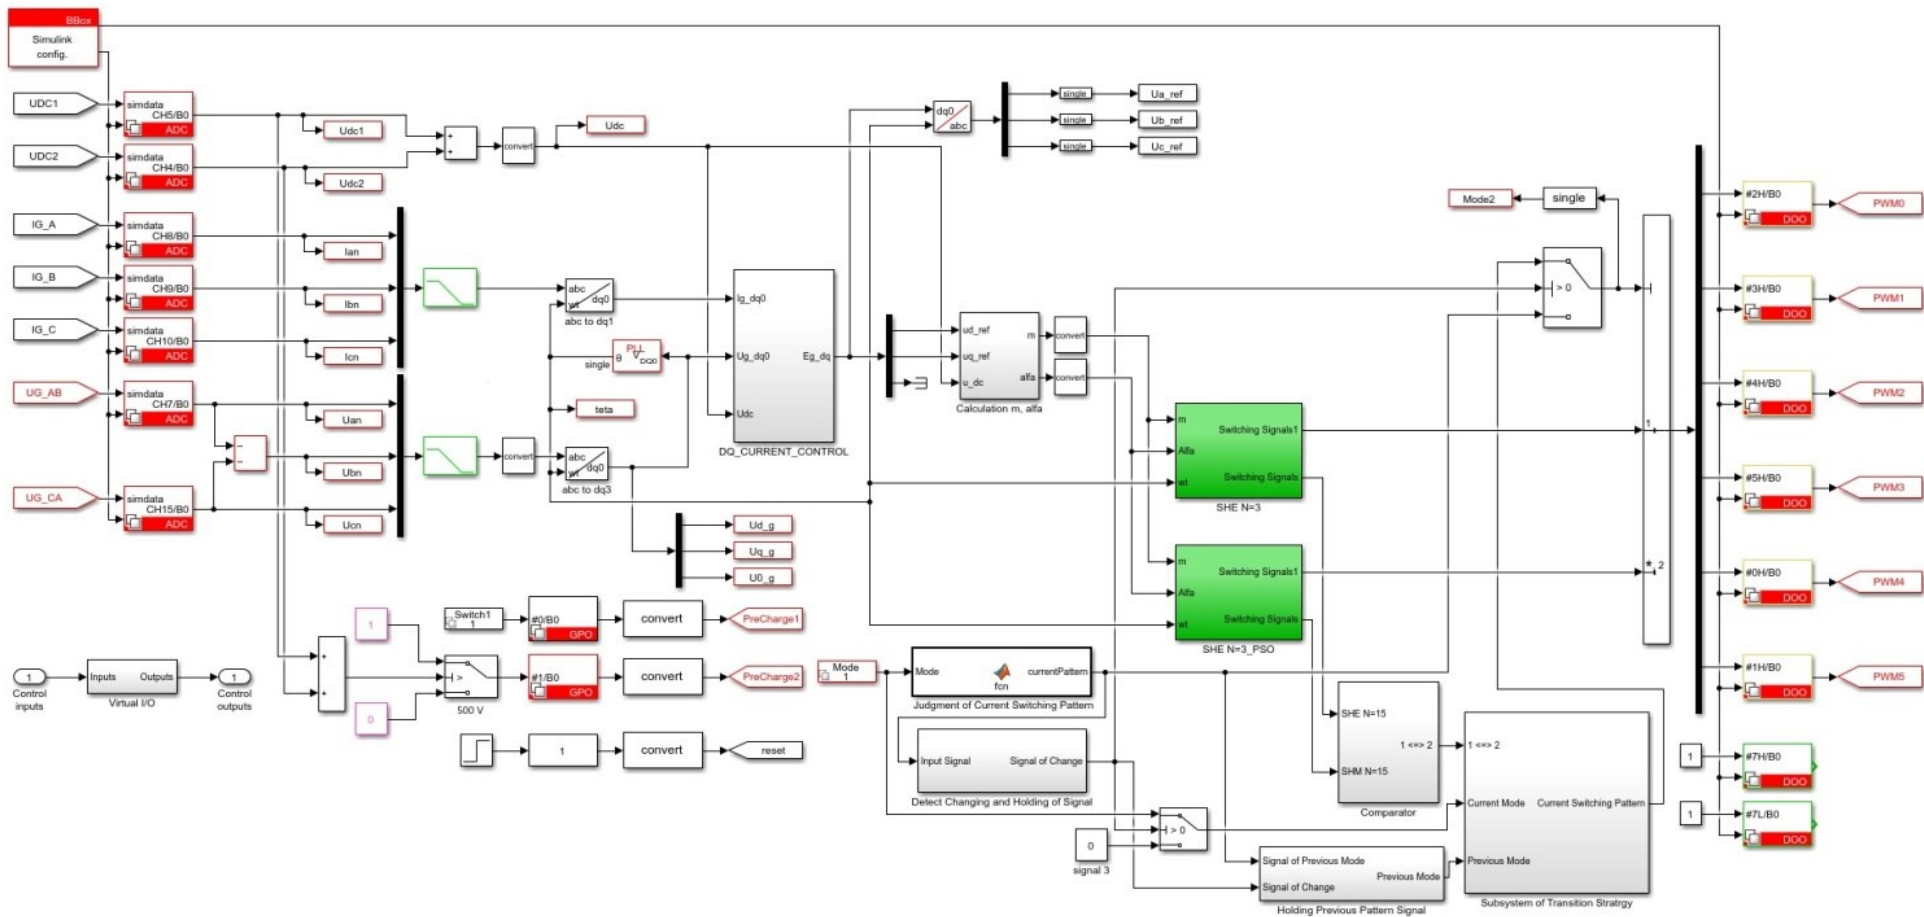 BBox
Simulink
config.
UDC1
simdata
CH5/B0
ADC
Udc1
UDC2
simdata
CH4/B0
ADC
Udc2
+
+
convert
Udc
dq0
abc
single
Ua_ref
single
Ub_ref
single
Uc_ref
IG_A
simdata
CH8/B0
ADC
Ian
IG_B
simdata
CH9/B0
ADC
Ibn
IG_C
simdata
CH10/B0
ADC
Icn
UG_AB
simdata
CH7/B0
ADC
Uan
−
−
Ubn
UG_CA
simdata
CH15/B0
ADC
Ucn
abc
wt
dq0
abc to dq1
PLL
θ
DQ0
single
teta
convert
abc
wt
dq0
abc to dq3
Ud_g
Uq_g
U0_g
Ig_dq0
Ug_dq0
Udc
Eg_dq
DQ_CURRENT_CONTROL
ud_ref
uq_ref
u_dc
m
alfa
Calculation m, alfa
convert
convert
m
Alfa
wt
Switching Signals1
Switching Signals
SHE N=3
m
Alfa
wt
Switching Signals1
Switching Signals
SHE N=3_PSO
Mode2
single
> 0
1
*, 2
#2H/B0
DOO
PWM0
#3H/B0
DOO
PWM1
#4H/B0
DOO
PWM2
#5H/B0
DOO
PWM3
#0H/B0
DOO
PWM4
#1H/B0
DOO
PWM5
1
#7H/B0
DOO
1
#7L/B0
DOO
1
Control
inputs
Inputs
Outputs
Virtual I/O
1
Control
outputs
+
+
1
0
>
500 V
Switch1
1
#0/B0
GPO
convert
PreCharge1
#1/B0
GPO
convert
PreCharge2
1
convert
reset
Mode
1
Mode
fcn
currentPattern
Judgment of Current Switching Pattern
Input Signal
Signal of Change
Detect Changing and Holding of Signal
0
signal 3
> 0
Signal of Previous Mode
Signal of Change
Previous Mode
Holding Previous Pattern Signal
SHE N=15
SHM N=15
1 <=> 2
Comparator
1 <=> 2
Current Mode
Previous Mode
Current Switching Pattern
Subsystem of Transition Stratrgy